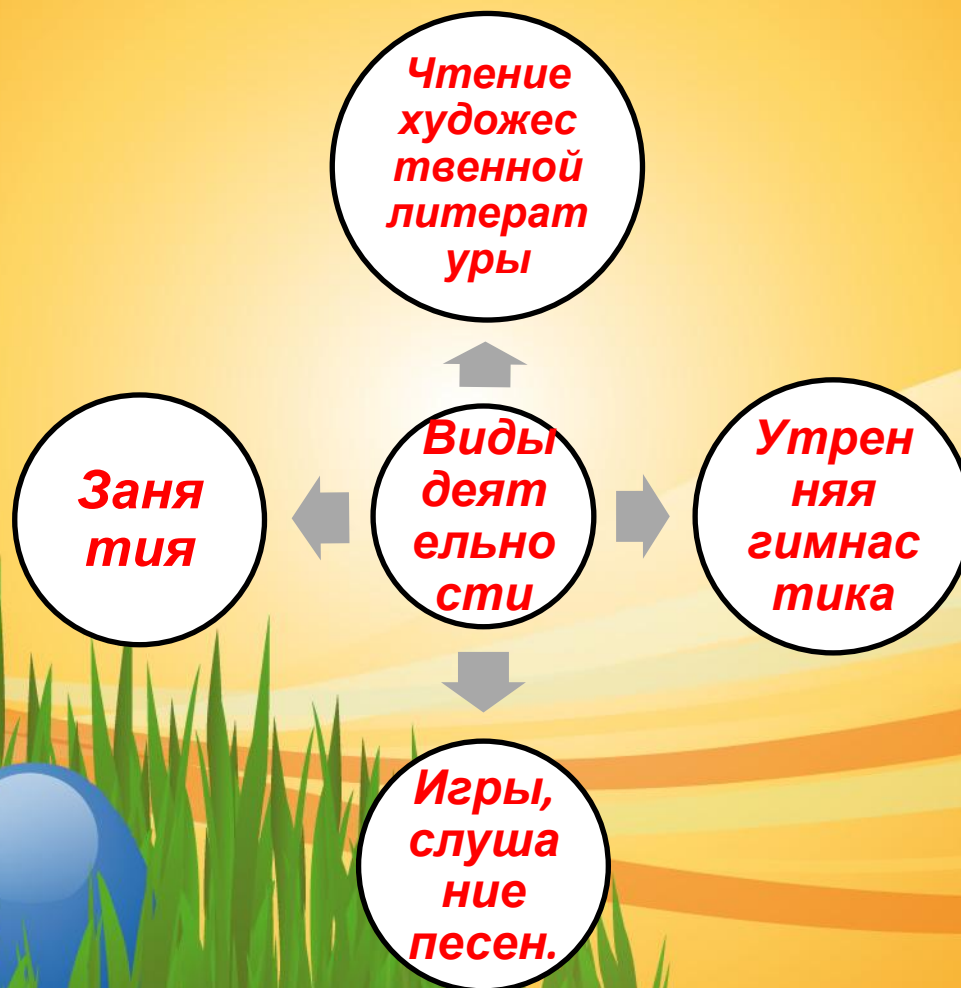 Чтение
художес
твенной
литерат
уры
Заня
тия
Виды
деят
ельно
сти
Утрен
няя
гимнас
тика
Игры,
слуша
ние
песен.